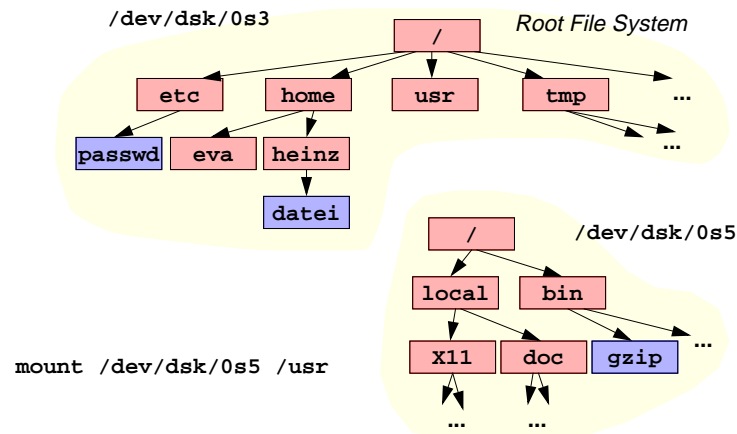 /dev/dsk/0s3
/ Root File System
etc home usr tmp ...
passwd eva heinz ...
datei
/ /dev/dsk/0s5
local bin
X11 doc gzip ...
mount /dev/dsk/0s5 /usr
... ...